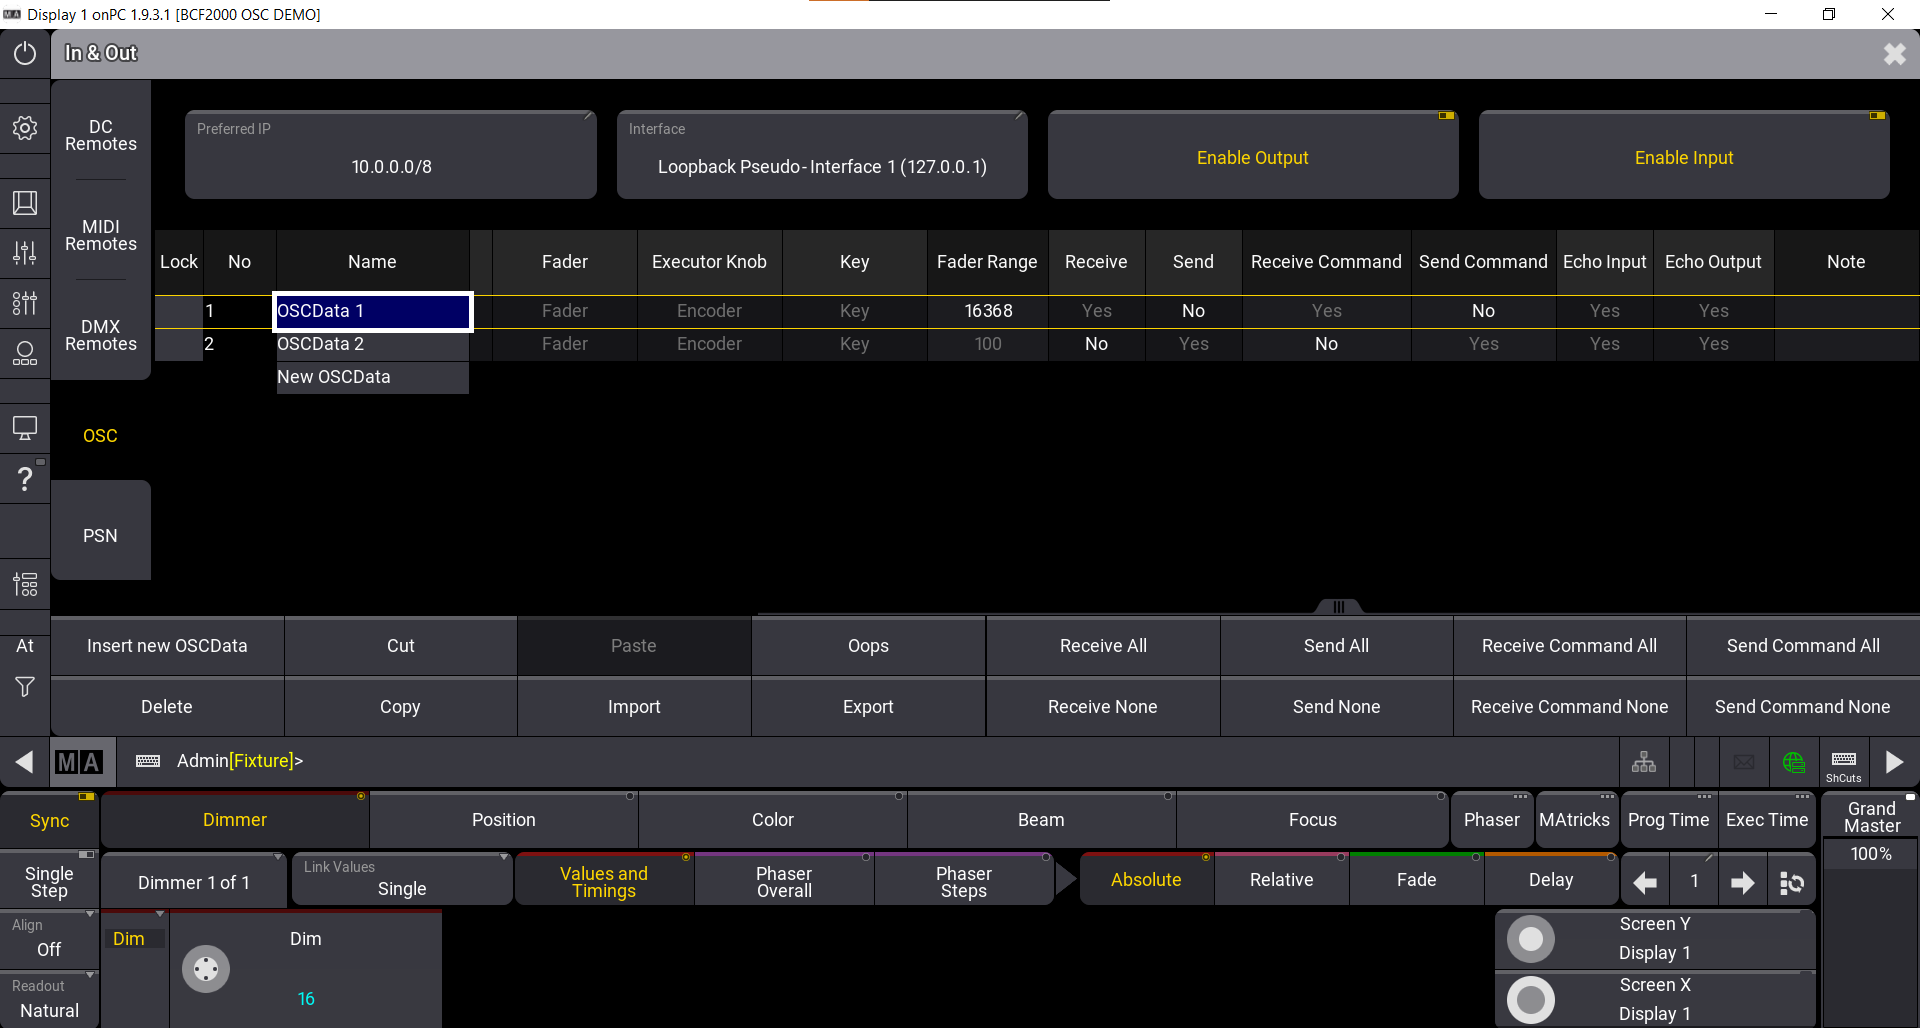 Display 1 onPC 1.9.3.1 [BCF2000 OSC DEMO]
In & Out
DC
Remotes
MIDI
Remotes
DMX
Remotes
OSC
PSN
Preferred IP
10.0.0.0/8
Interface
Loopback Pseudo-Interface 1 (127.0.0.1)
Enable Output
Enable Input
Lock No Name Fader Executor Knob Key Fader Range Receive Send Receive Command Send Command Echo Input Echo Output Note
1 OSCData 1 Fader Encoder Key 16368 Yes No Yes No Yes Yes
2 OSCData 2 Fader Encoder Key 100 No Yes No Yes Yes Yes
New OSCData
Insert new OSCData Cut Paste Oops Receive All Send All Receive Command All Send Command All
Delete Copy Import Export Receive None Send None Receive Command None Send Command None
?
At
MA
Admin[Fixture]>
ShCuts
Sync Dimmer Position Color Beam Focus Phaser MAtricks Prog Time Exec Time
Grand
Master
100%
Single
Step
Dimmer 1 of 1
Link Values
Single
Values and
Timings
Phaser
Overall
Phaser
Steps
Absolute Relative Fade Delay 1
Align
Off
Dim
Dim
16
Readout
Natural
Screen Y
Display 1
Screen X
Display 1